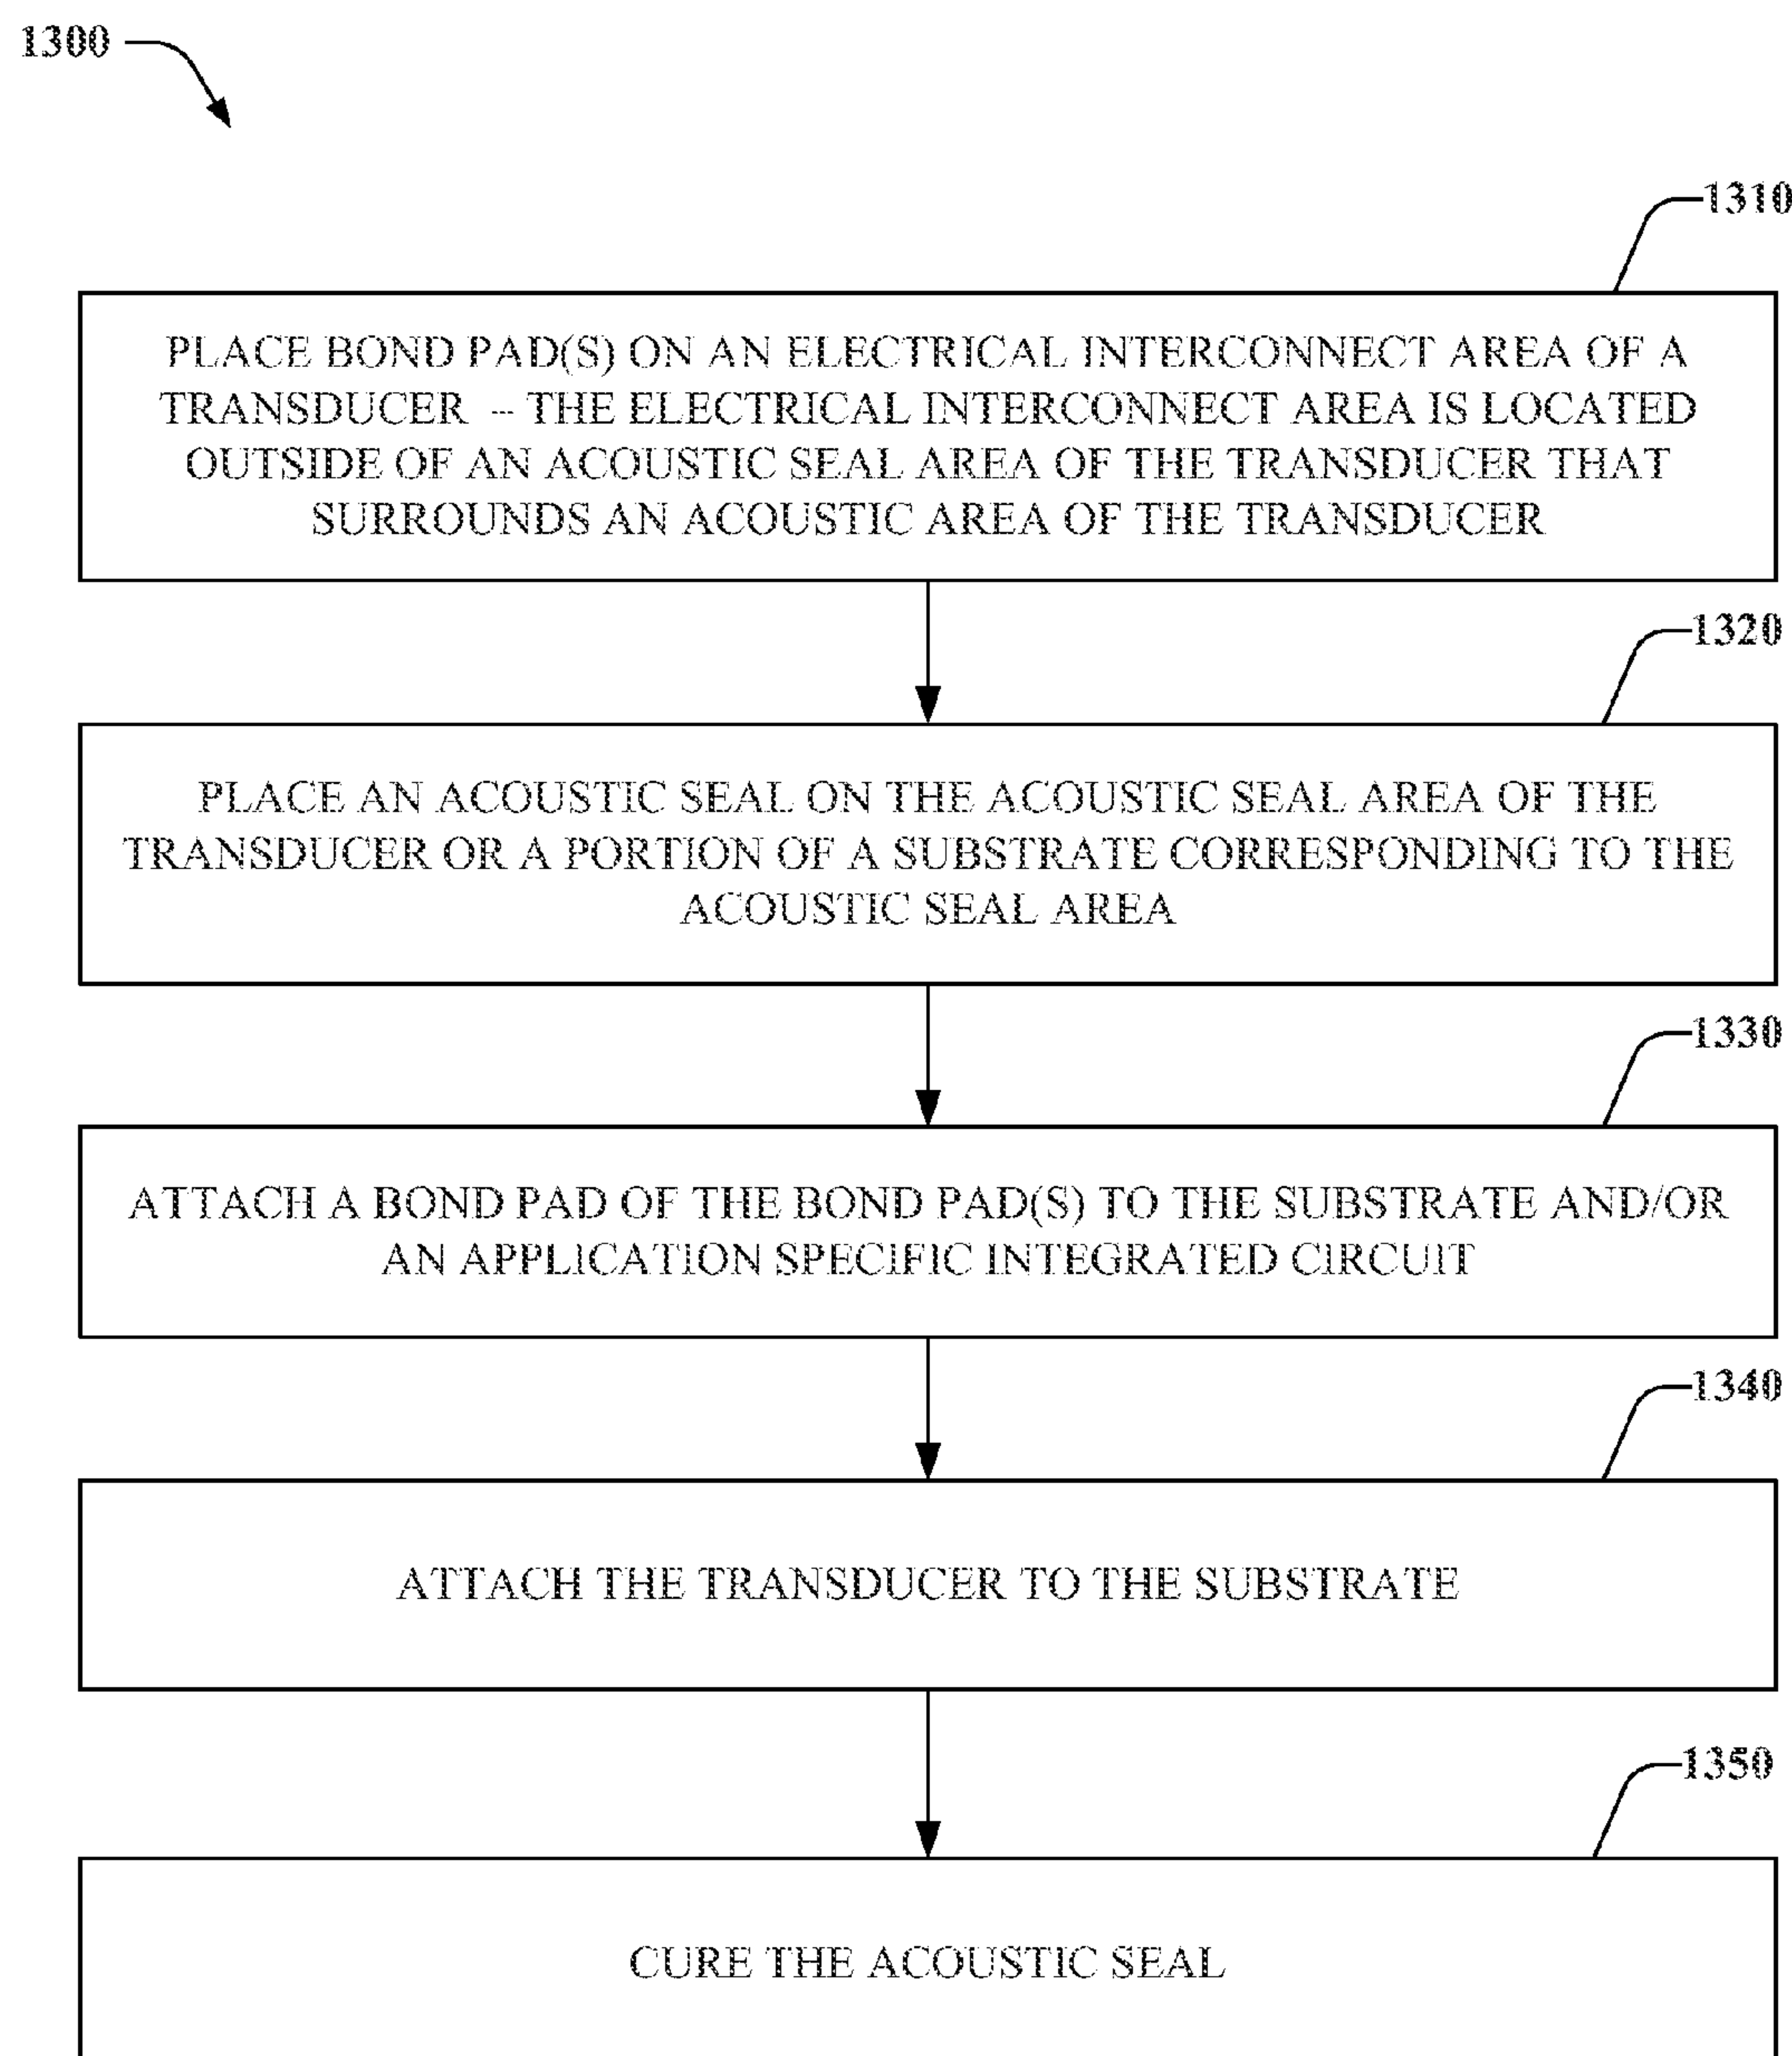 1300
1310
PLACE BOND PAD(S) ON AN ELECTRICAL INTERCONNECT AREA OF A
TRANSDUCER -- THE ELECTRICAL INTERCONNECT AREA IS LOCATED
OUTSIDE OF AN ACOUSTIC SEAL AREA OF THE TRANSDUCER THAT
SURROUNDS AN ACOUSTIC AREA OF THE TRANSDUCER
1320
PLACE AN ACOUSTIC SEAL ON THE ACOUSTIC SEAL AREA OF THE
TRANSDUCER OR A PORTION OF A SUBSTRATE CORRESPONDING TO THE
ACOUSTIC SEAL AREA
1330
ATTACH A BOND PAD OF THE BOND PAD(S) TO THE SUBSTRATE AND/OR
AN APPLICATION SPECIFIC INTEGRATED CIRCUIT
1340
ATTACH THE TRANSDUCER TO THE SUBSTRATE
1350
CURE THE ACOUSTIC SEAL